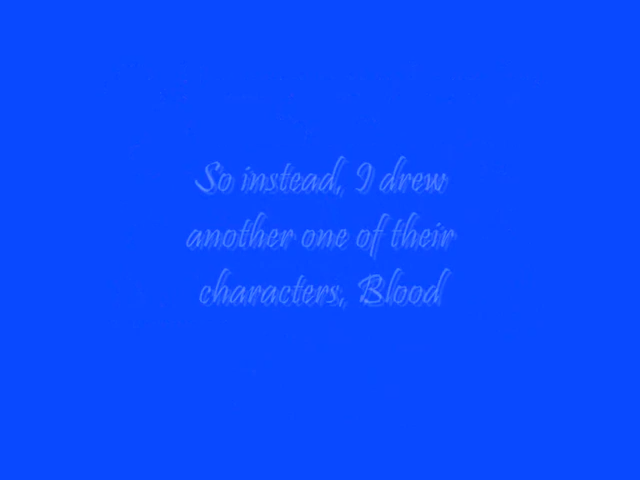 So instead, I drew
another one of their
characters, Blood